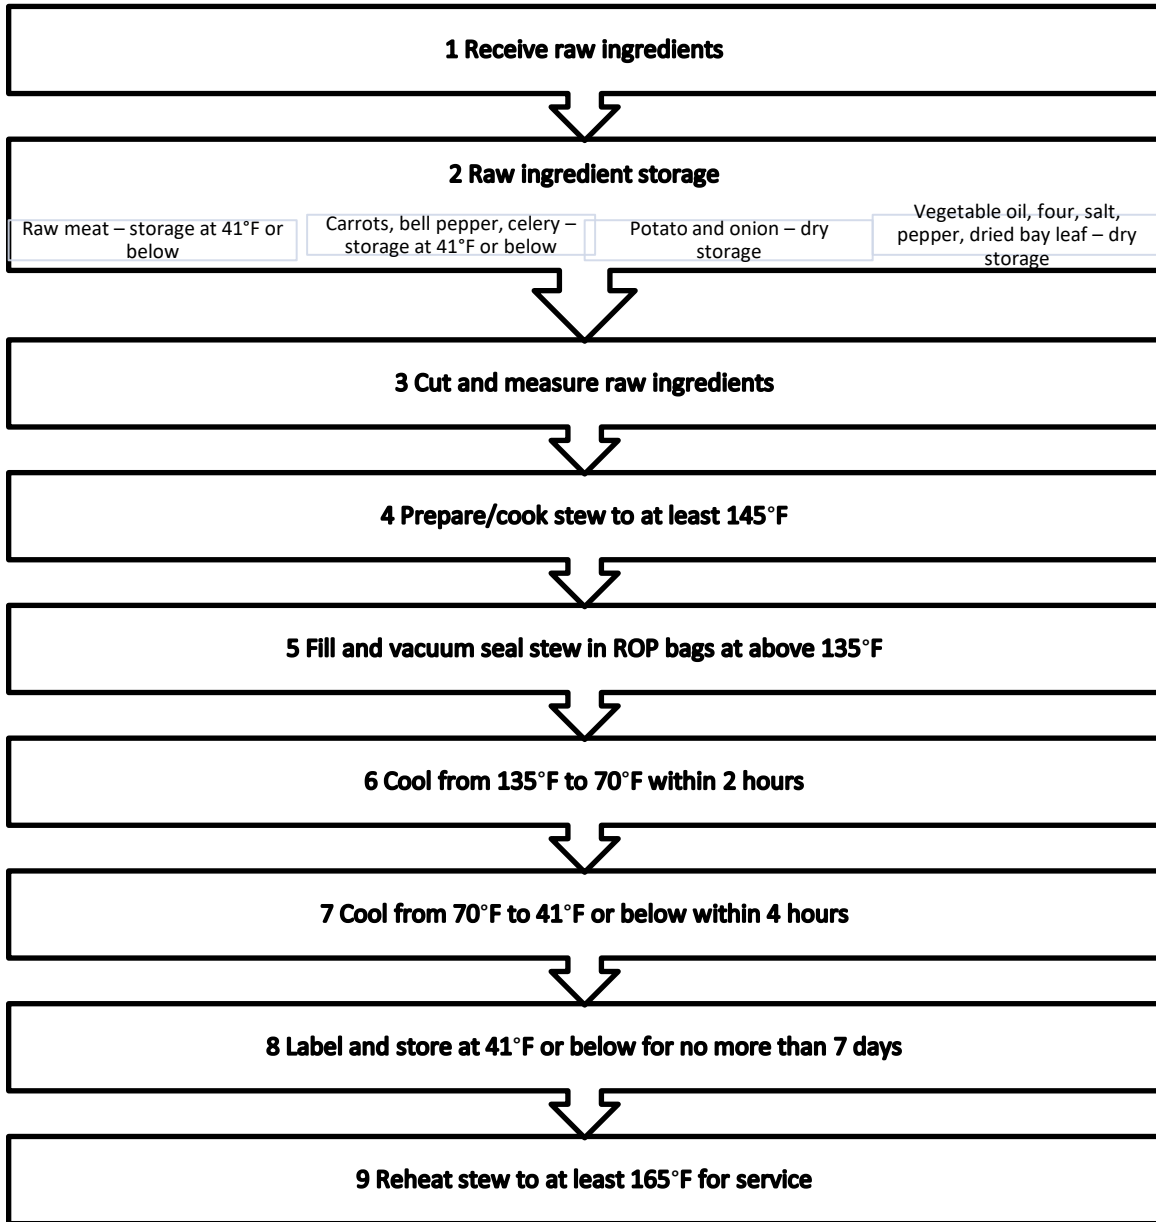 1 Receive raw ingredients
2 Raw ingredient storage
Raw meat – storage at 41°F or
below
Carrots, bell pepper, celery –
storage at 41°F or below
Potato and onion – dry
storage
Vegetable oil, four, salt,
pepper, dried bay leaf – dry
storage
3 Cut and measure raw ingredients
4 Prepare/cook stew to at least 145°F
5 Fill and vacuum seal stew in ROP bags at above 135°F
6 Cool from 135°F to 70°F within 2 hours
7 Cool from 70°F to 41°F or below within 4 hours
8 Label and store at 41°F or below for no more than 7 days
9 Reheat stew to at least 165°F for service